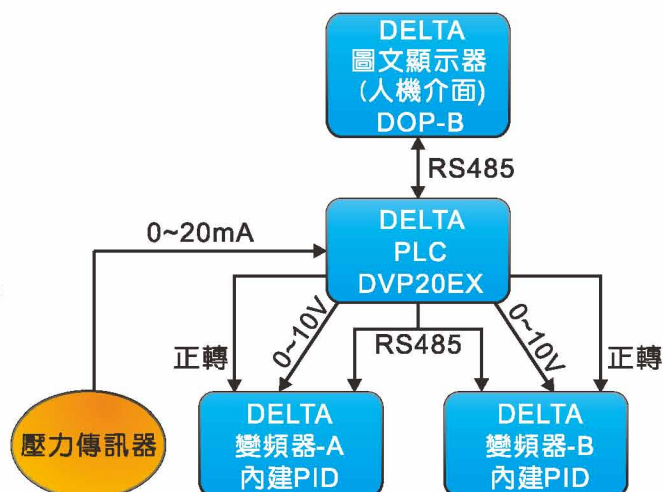 DELTA
圖文顯示器
(人機介面)
DOP-B
RS485
0~20mA
DELTA
PLC
DVP20EX
正轉
0~10V
RS485
0~10V
正轉
壓力傳訊器
DELTA
變頻器-A
內建PID
DELTA
變頻器-B
內建PID